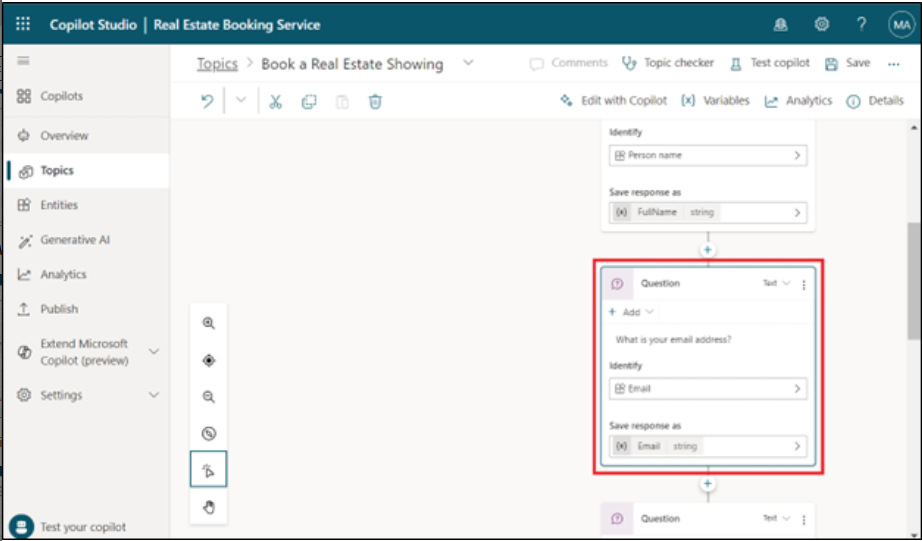 Copilot Studio | Real Estate Booking Service
MA
Topics > Book a Real Estate Showing
Comments
Topic checker
Test copilot
Save
...
Copilots
Overview
Topics
Entities
Generative AI
Analytics
Publish
Extend Microsoft
Copilot (preview)
Settings
Test your copilot
Edit with Copilot
{x} Variables
Analytics
Details
Identify
Person name
Save response as
{x} FullName string
Question
Text
+ Add
What is your email address?
Identify
Email
Save response as
{x} Email string
Question
Text